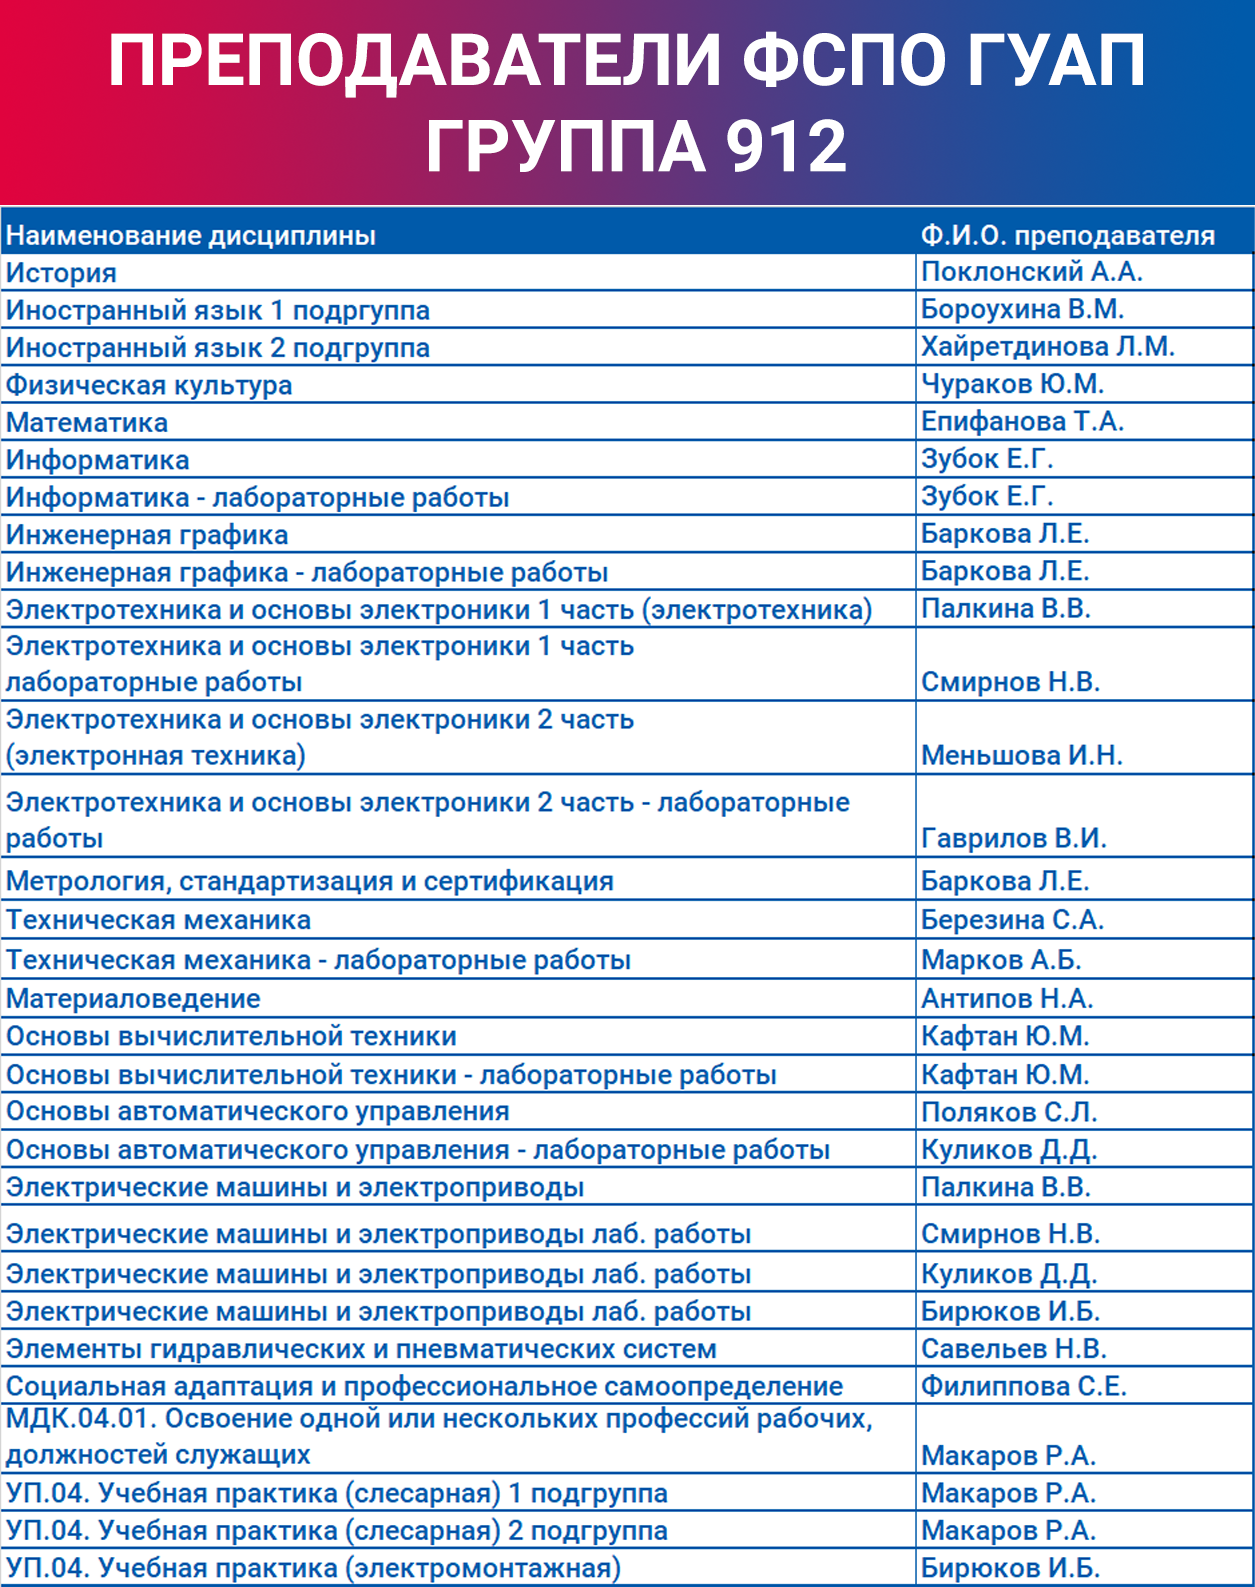 ПРЕПОДАВАТЕЛИ ФСПО ГУАП
ГРУППА 912
Наименование дисциплины Ф.И.О. преподавателя
История Поклонский А.А.
Иностранный язык 1 подргуппа Бороухина В.М.
Иностранный язык 2 подгруппа Хайретдинова Л.М.
Физическая культура Чураков Ю.М.
Математика Епифанова Т.А.
Информатика Зубок Е.Г.
Информатика - лабораторные работы Зубок Е.Г.
Инженерная графика Баркова Л.Е.
Инженерная графика - лабораторные работы Баркова Л.Е.
Электротехника и основы электроники 1 часть (электротехника) Палкина В.В.
Электротехника и основы электроники 1 часть
лабораторные работы Смирнов Н.В.
Электротехника и основы электроники 2 часть
(электронная техника) Меньшова И.Н.
Электротехника и основы электроники 2 часть - лабораторные
работы Гаврилов В.И.
Метрология, стандартизация и сертификация Баркова Л.Е.
Техническая механика Березина С.А.
Техническая механика - лабораторные работы Марков А.Б.
Материаловедение Антипов Н.А.
Основы вычислительной техники Кафтан Ю.М.
Основы вычислительной техники - лабораторные работы Кафтан Ю.М.
Основы автоматического управления Поляков С.Л.
Основы автоматического управления - лабораторные работы Куликов Д.Д.
Электрические машины и электроприводы Палкина В.В.
Электрические машины и электроприводы лаб. работы Смирнов Н.В.
Электрические машины и электроприводы лаб. работы Куликов Д.Д.
Электрические машины и электроприводы лаб. работы Бирюков И.Б.
Элементы гидравлических и пневматических систем Савельев Н.В.
Социальная адаптация и профессиональное самоопределение Филиппова С.Е.
МДК.04.01. Освоение одной или нескольких профессий рабочих,
должностей служащих Макаров Р.А.
УП.04. Учебная практика (слесарная) 1 подгруппа Макаров Р.А.
УП.04. Учебная практика (слесарная) 2 подгруппа Макаров Р.А.
УП.04. Учебная практика (электромонтажная) Бирюков И.Б.